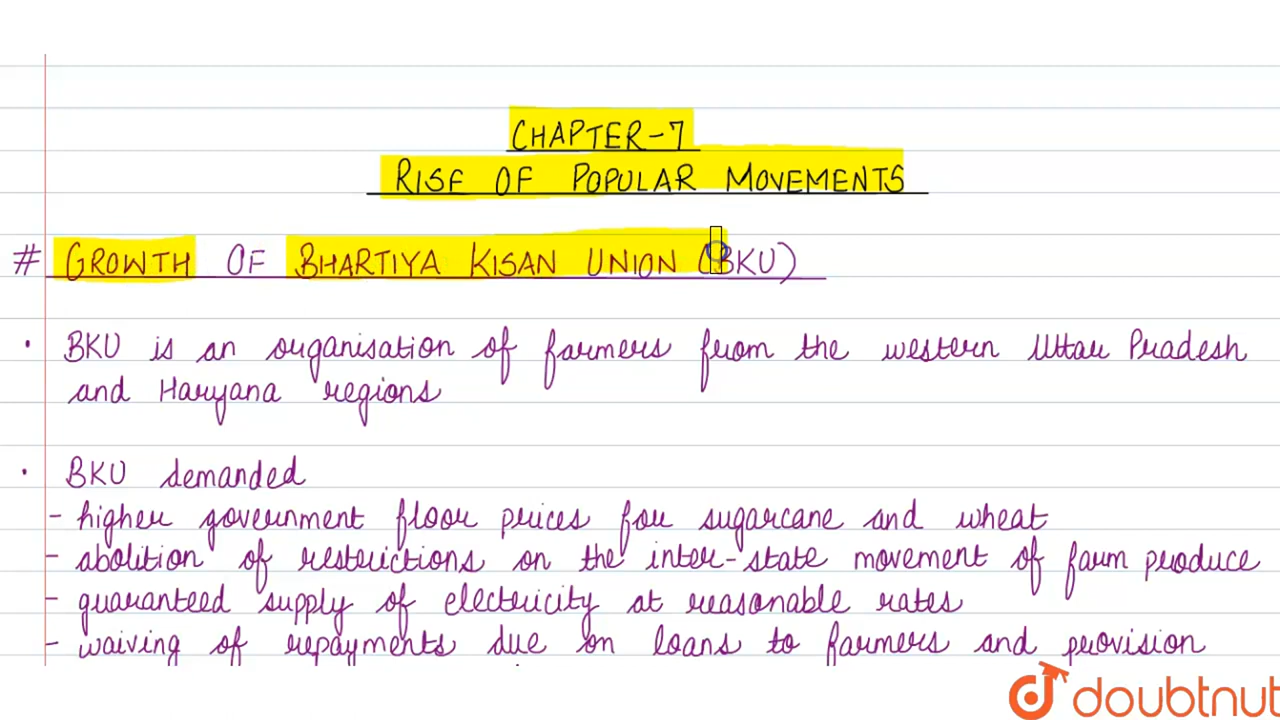 CHAPTER-7
RISE OF POPULAR MOVEMENTS
# GROWTH OF BHARTIYA KISAN UNION (BKU)
• BKU is an organisation of farmers from the western Uttar Pradesh
and Haryana regions
• BKU demanded
- higher government floor prices for sugarcane and wheat
- abolition of restrictions on the inter-state movement of farm produce
- guaranteed supply of electricity at reasonable rates
- waiving of repayments due on loans to farmers and provision
doubtnut